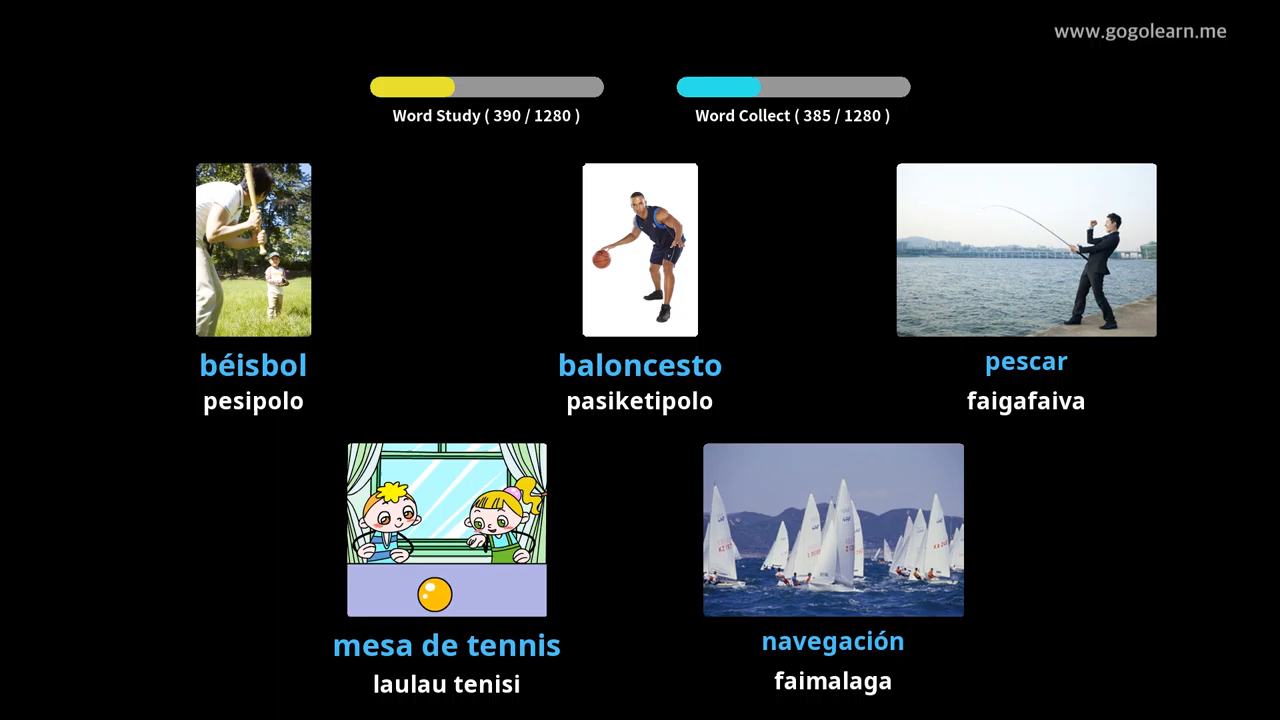 www.gogolearn.me
Word Study ( 390 / 1280 )
Word Collect ( 385 / 1280 )
béisbol
pesipolo
baloncesto
pasiketipolo
pescar
faigafaiva
mesa de tennis
laulau tenisi
navegación
faimalaga